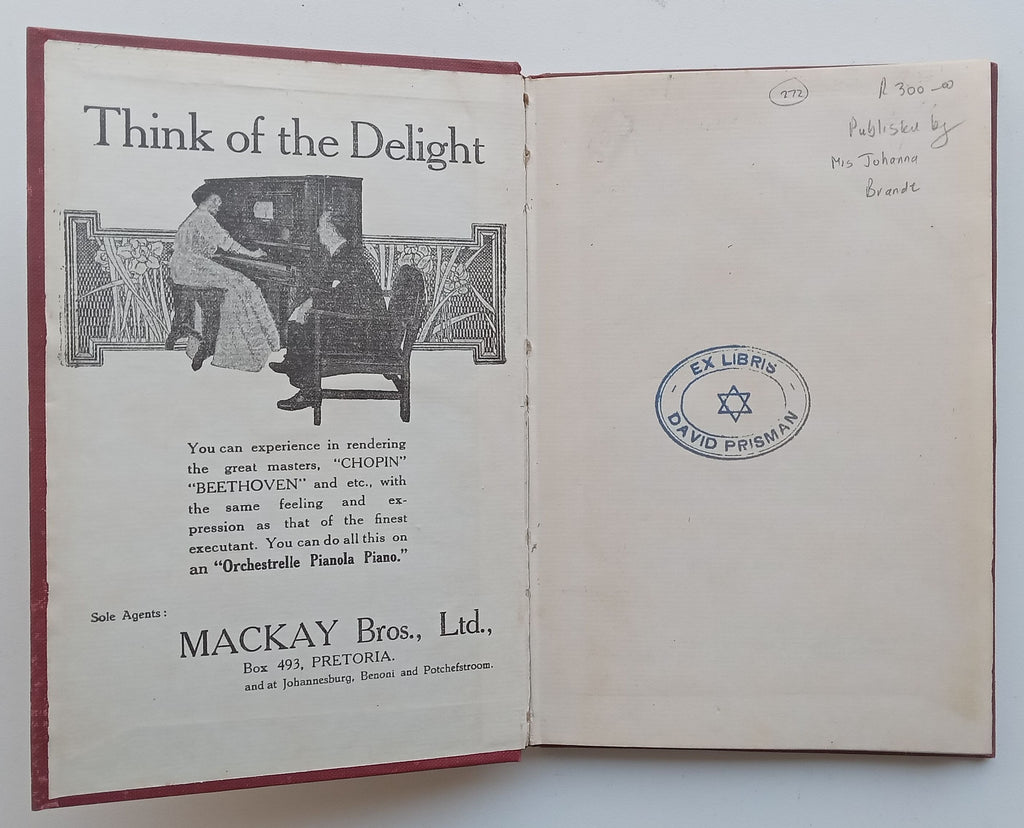 Think of the Delight
You can experience in rendering
the great masters, "CHOPIN"
"BEETHOVEN" and etc., with
the same feeling and ex-
pression as that of the finest
executant. You can do all this on
an "Orchestrelle Pianola Piano."
Sole Agents:
MACKAY Bros., Ltd.,
Box 493, PRETORIA.
and at Johannesburg, Benoni and Potchefstroom.
272
R 300-00
by
Johanna
Brandt
EX LIBRIS
DAVID PRISMAN